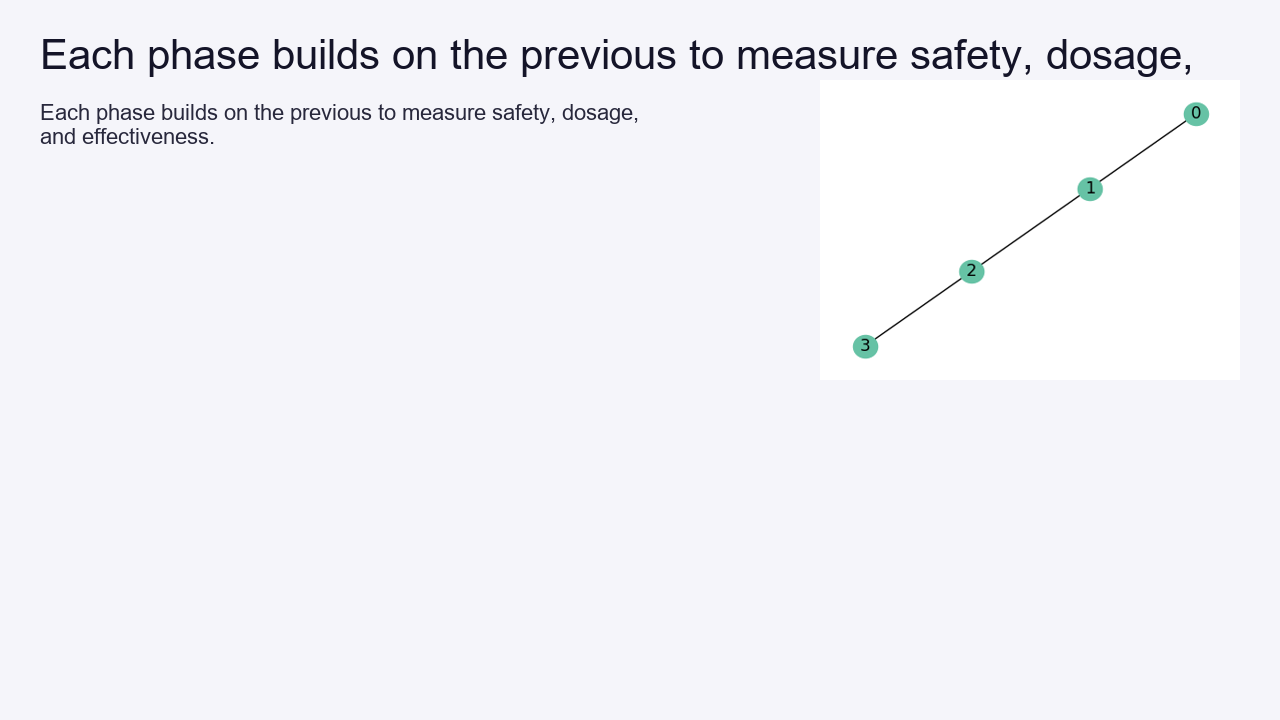 Each phase builds on the previous to measure safety, dosage,
Each phase builds on the previous to measure safety, dosage,
and effectiveness.
0
1
2
3